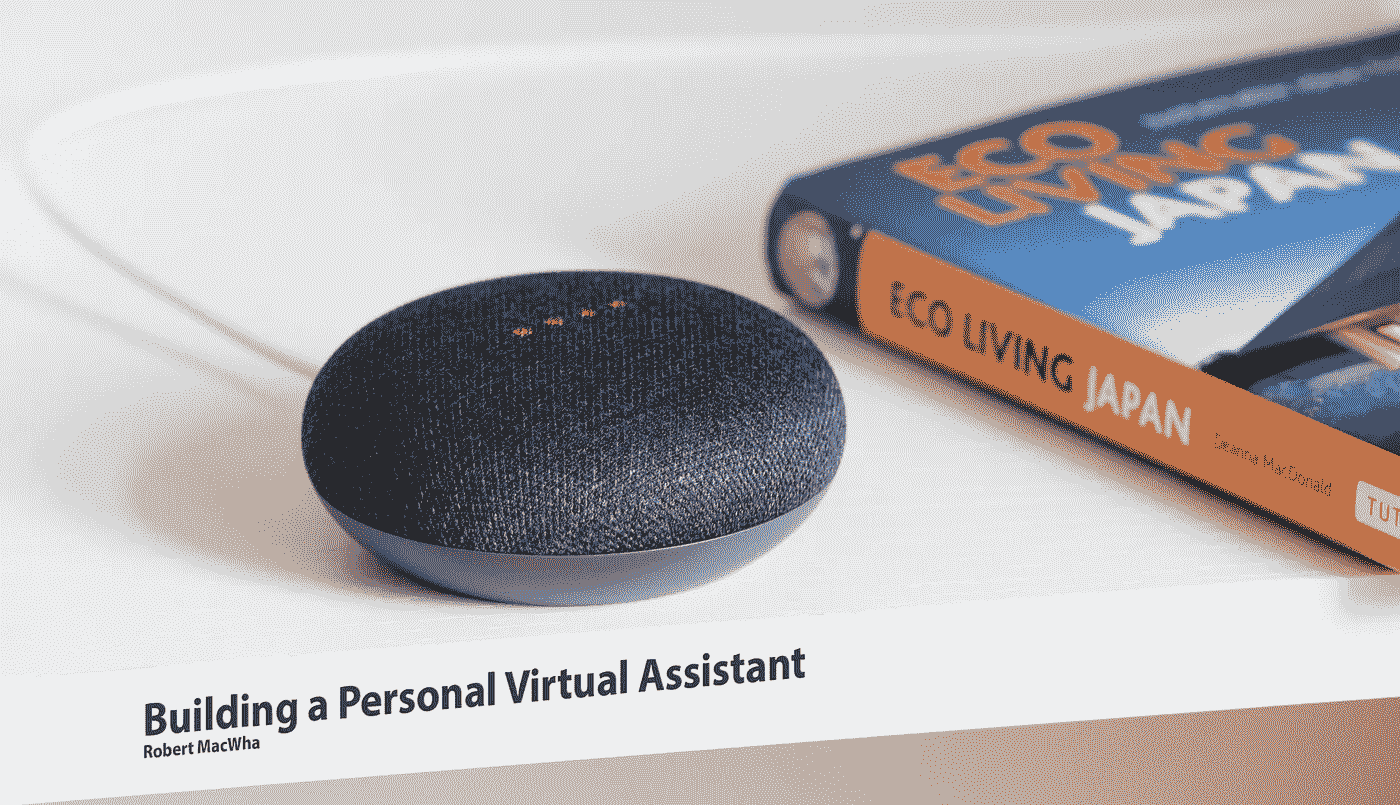 ECO
LIVING
JAPAN
ECO LIVING JAPAN Deanna MacDonald TUT
Building a Personal Virtual Assistant
Robert MacWha